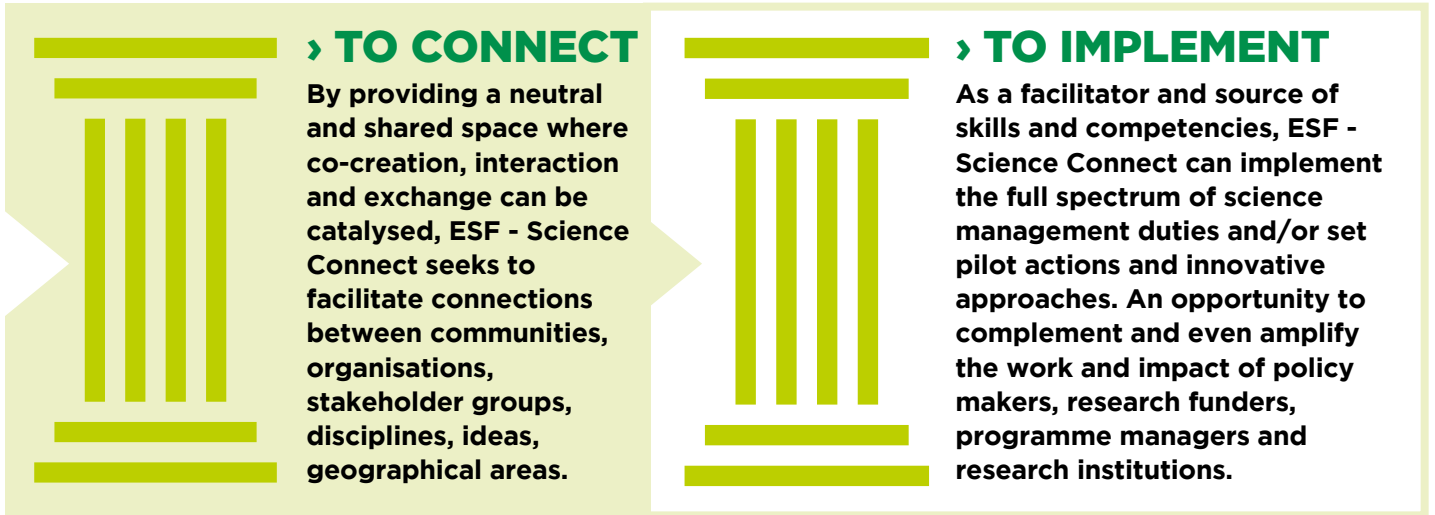 › TO CONNECT
By providing a neutral
and shared space where
co-creation, interaction
and exchange can be
catalysed, ESF - Science
Connect seeks to
facilitate connections
between communities,
organisations,
stakeholder groups,
disciplines, ideas,
geographical areas.
› TO IMPLEMENT
As a facilitator and source of
skills and competencies, ESF -
Science Connect can implement
the full spectrum of science
management duties and/or set
pilot actions and innovative
approaches. An opportunity to
complement and even amplify
the work and impact of policy
makers, research funders,
programme managers and
research institutions.